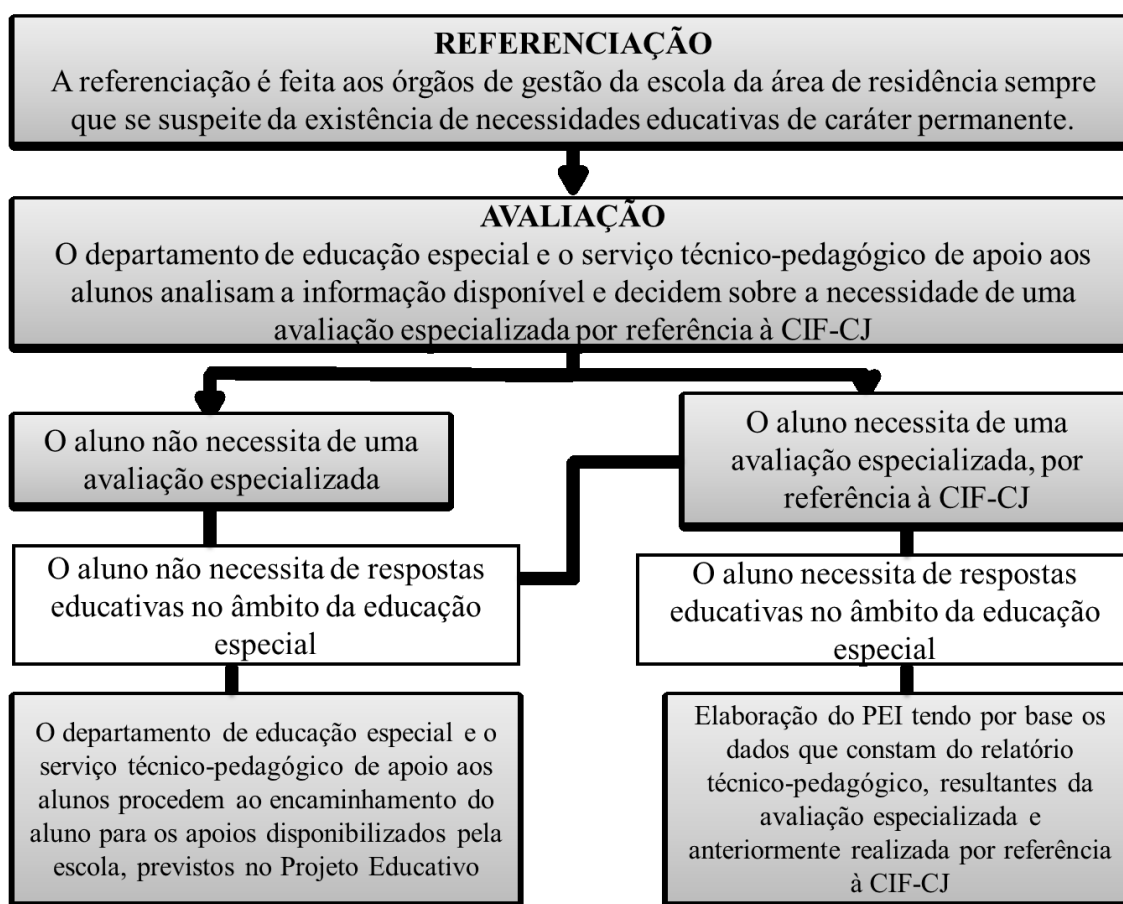 REFERENCIAÇÃO
A referenciação é feita aos órgãos de gestão da escola da área de residência sempre
que se suspeite da existência de necessidades educativas de caráter permanente.
AVALIAÇÃO
O departamento de educação especial e o serviço técnico-pedagógico de apoio aos
alunos analisam a informação disponível e decidem sobre a necessidade de uma
avaliação especializada por referência à CIF-CJ
O aluno não necessita de uma
avaliação especializada
O aluno necessita de uma
avaliação especializada, por
referência à CIF-CJ
O aluno não necessita de respostas
educativas no âmbito da educação
especial
O aluno necessita de respostas
educativas no âmbito da educação
especial
O departamento de educação especial e o
serviço técnico-pedagógico de apoio aos
alunos procedem ao encaminhamento do
aluno para os apoios disponibilizados pela
escola, previstos no Projeto Educativo
Elaboração do PEI tendo por base os
dados que constam do relatório
técnico-pedagógico, resultantes da
avaliação especializada e
anteriormente realizada por referência
à CIF-CJ